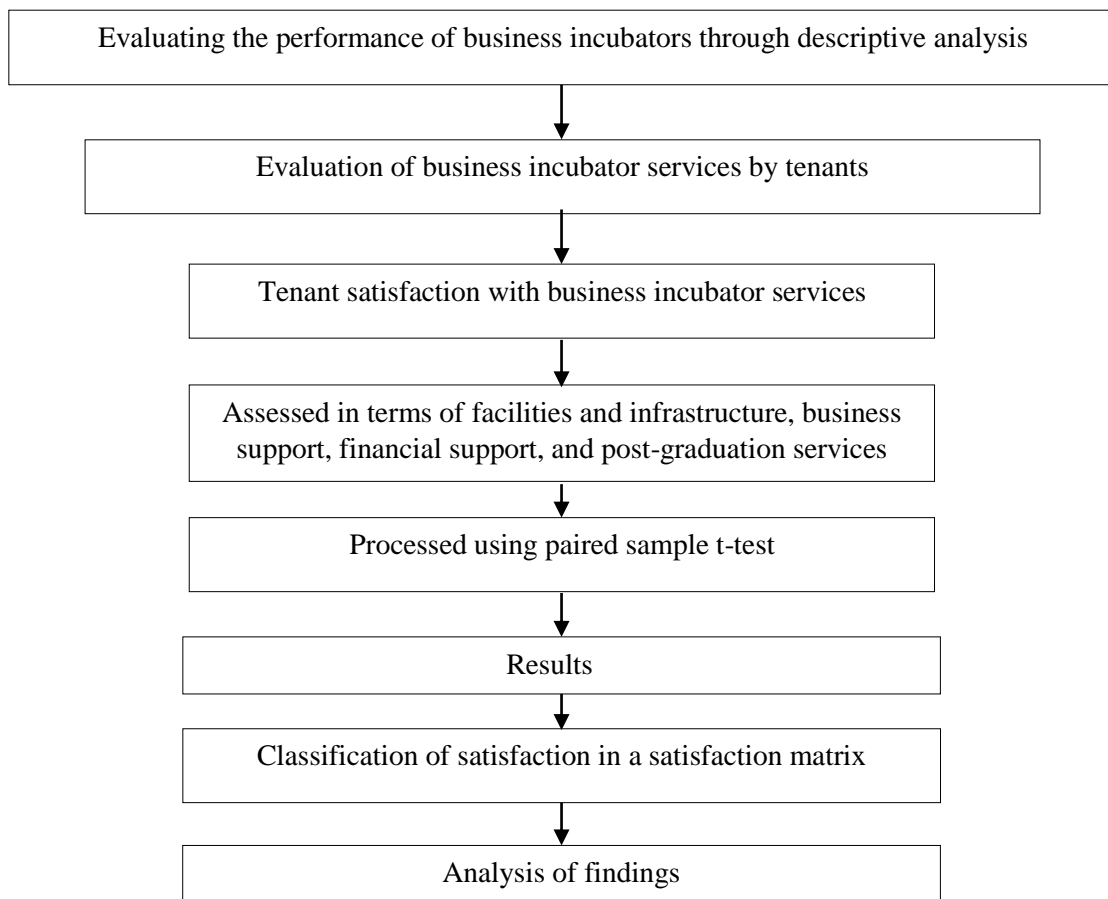 Evaluating the performance of business incubators through descriptive analysis
Evaluation of business incubator services by tenants
Tenant satisfaction with business incubator services
Assessed in terms of facilities and infrastructure, business
support, financial support, and post-graduation services
Processed using paired sample t-test
Results
Classification of satisfaction in a satisfaction matrix
Analysis of findings